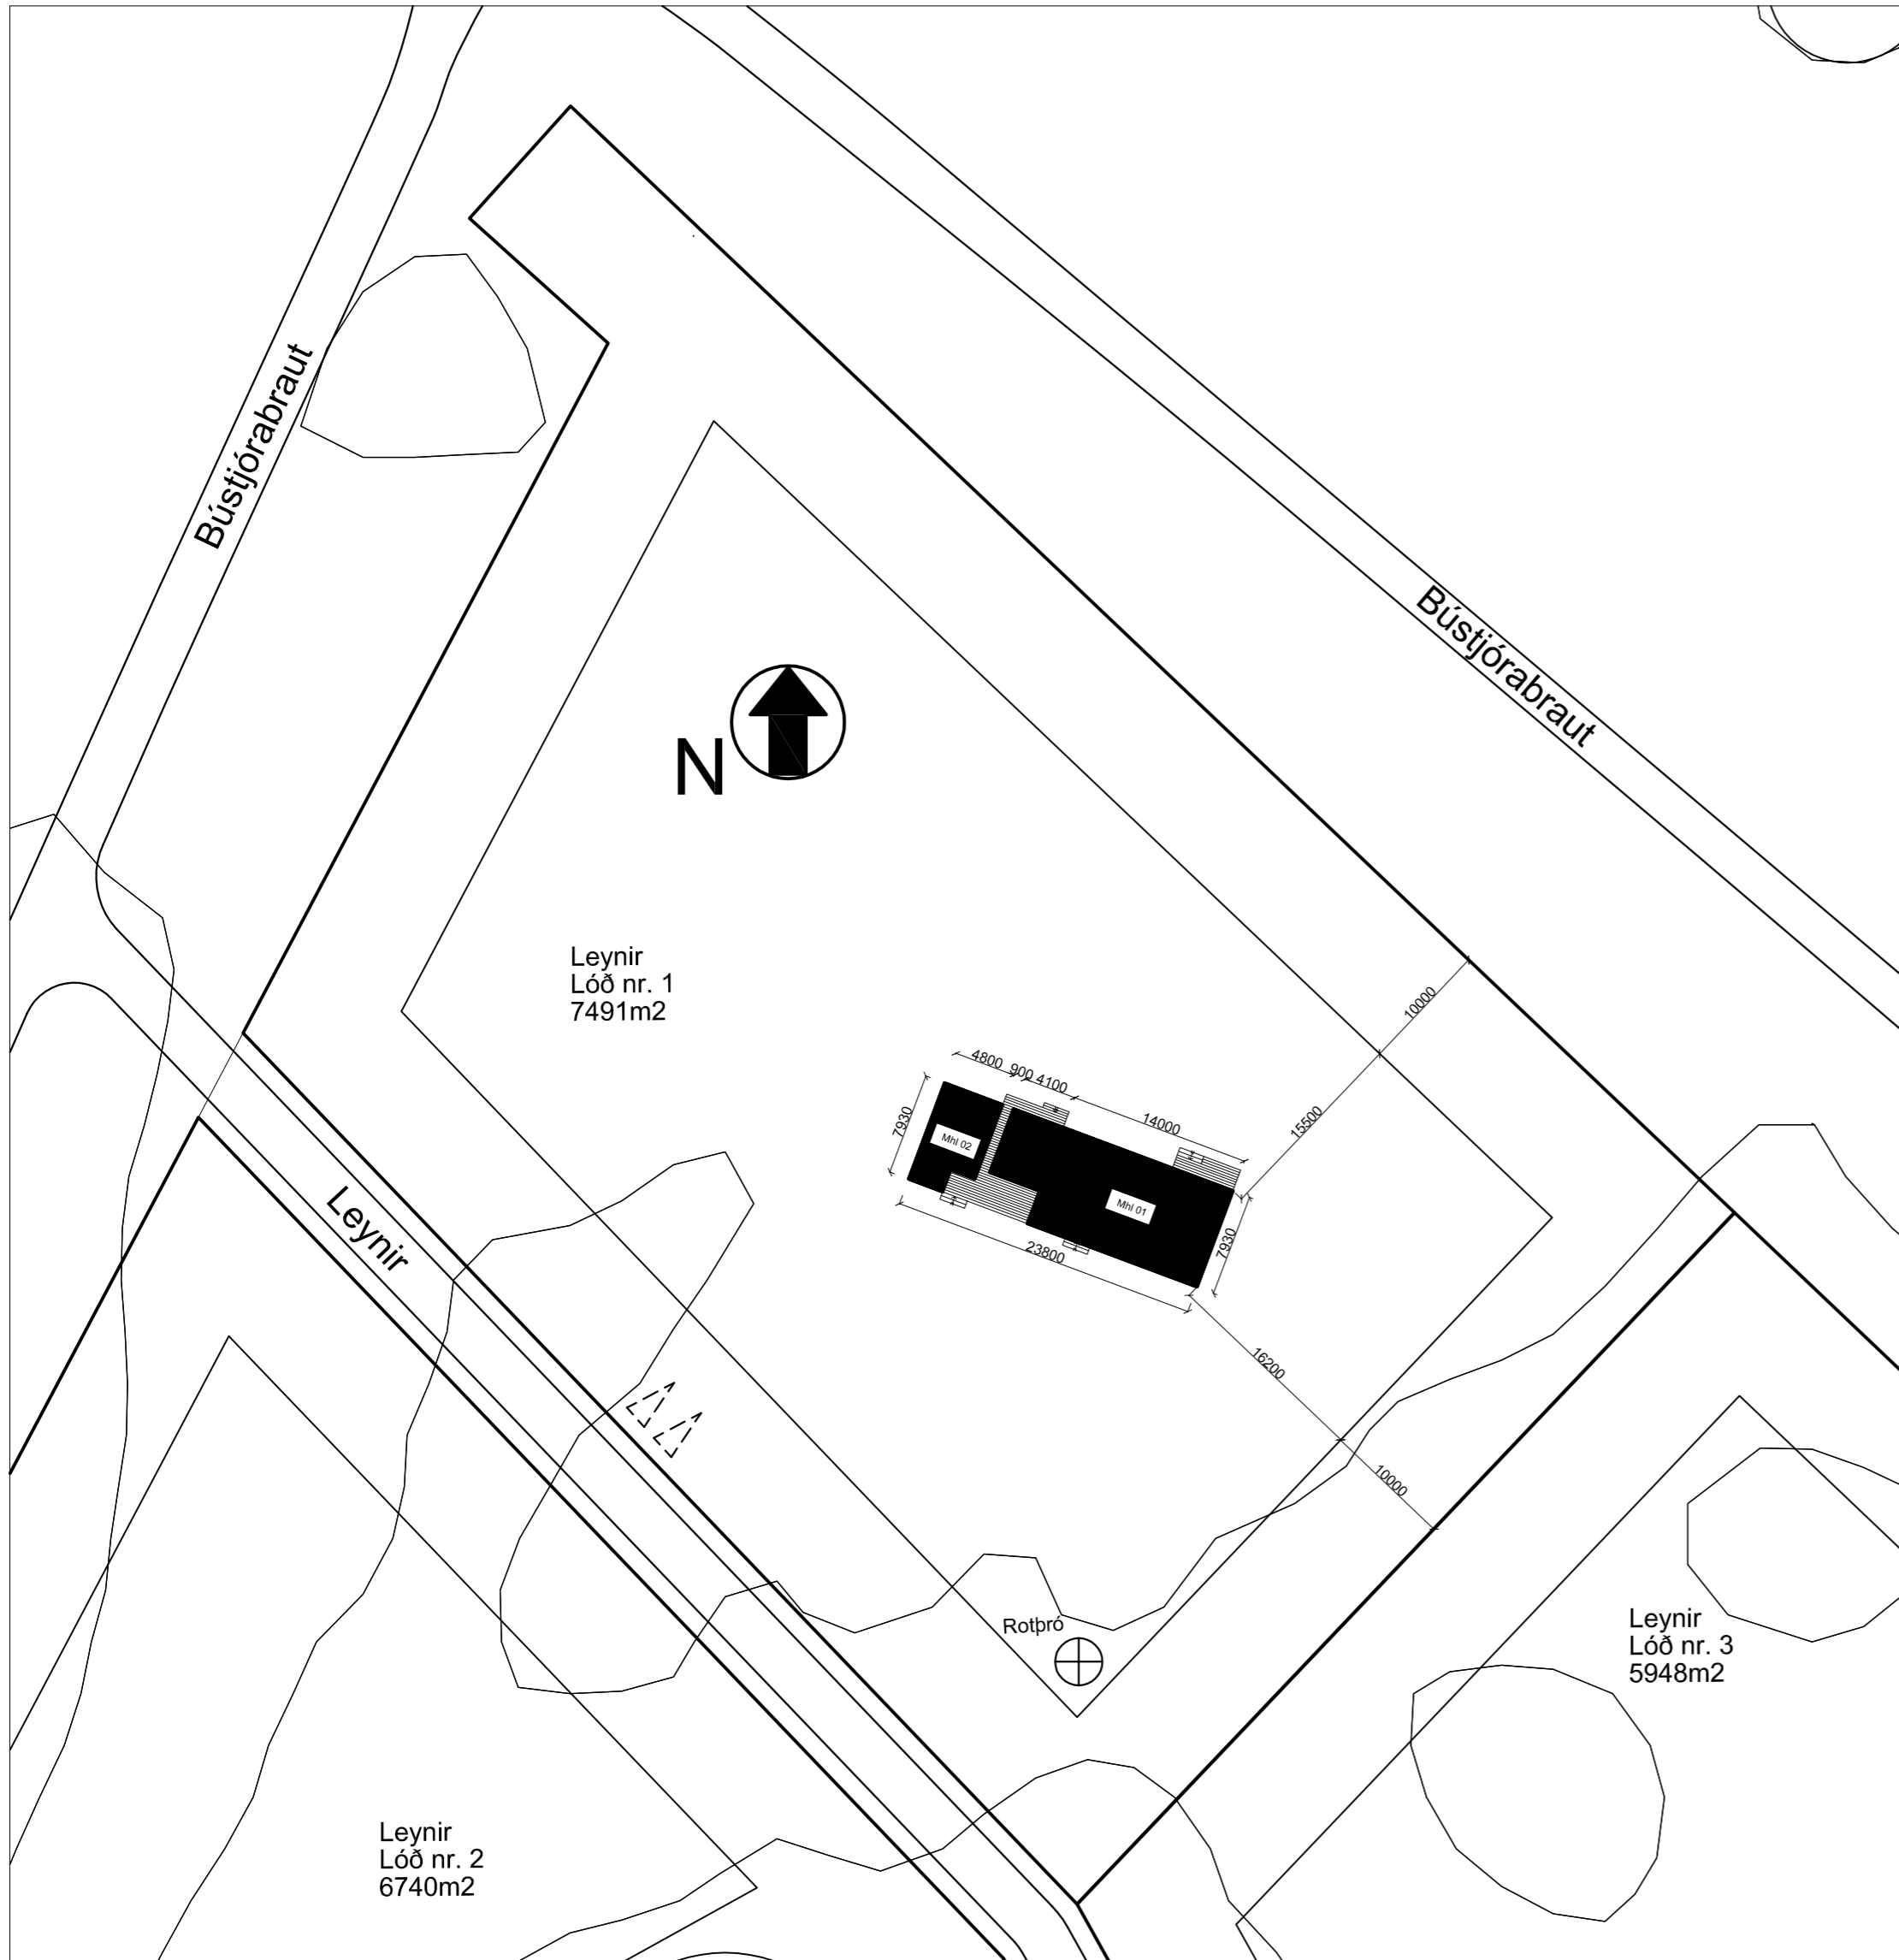 Bústjórabraut
Bústjórabraut
N
Leynir
Lóð nr. 1
7491m2
10000
15500
4800
900
4100
14000
7930
Mhl 02
Mhl 01
7930
23800
16200
10000
Leynir
Rotþró
Leynir
Lóð nr. 3
5948m2
Leynir
Lóð nr. 2
6740m2